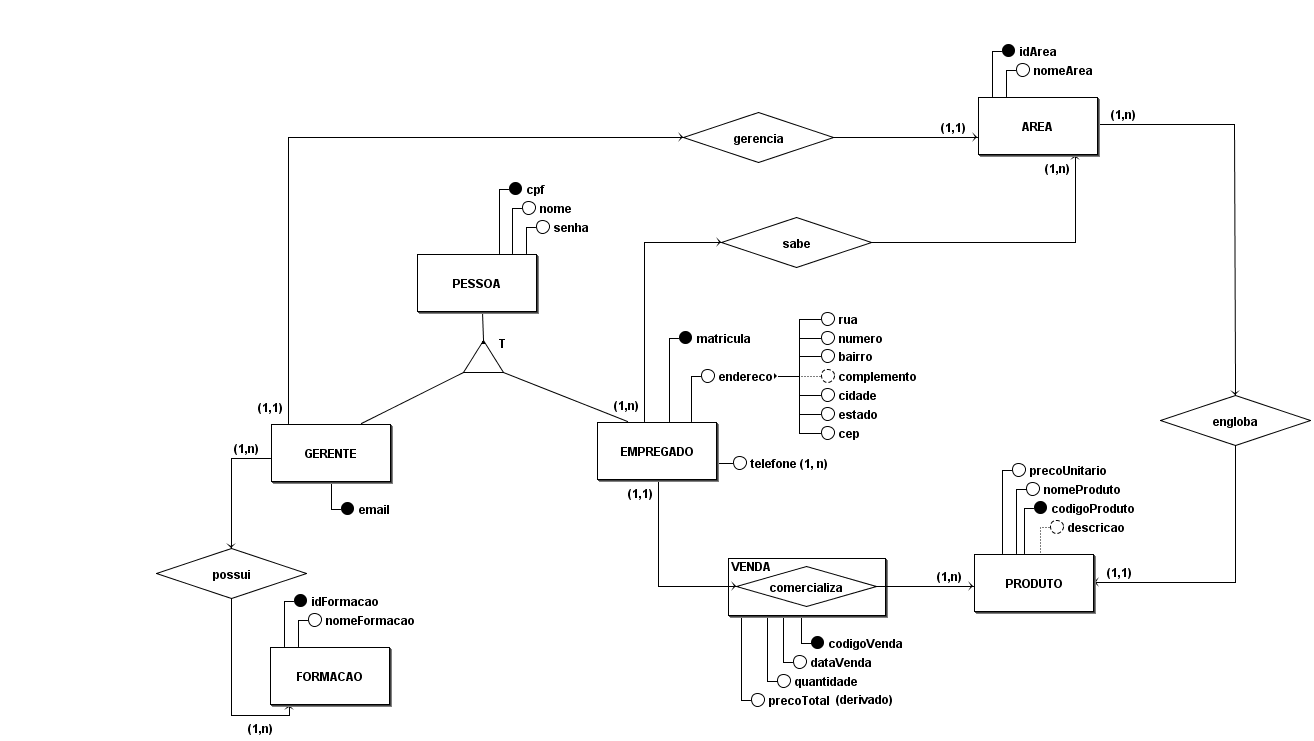 idArea
nomeArea
(1,1)
AREA
(1,n)
gerencia
(1,n)
cpf
nome
senha
sabe
PESSOA
T
rua
matricula
numero
bairro
endereco
complemento
cidade
estado
cep
(1,1)
(1,n)
engloba
(1,n)
GERENTE
EMPREGADO
telefone (1, n)
precoUnitario
(1,1)
nomeProduto
email
codigoProduto
descricao
possui
VENDA
comercializa
(1,n)
PRODUTO
(1,1)
idFormacao
nomeFormacao
codigoVenda
dataVenda
FORMACAO
quantidade
precoTotal (derivado)
(1,n)